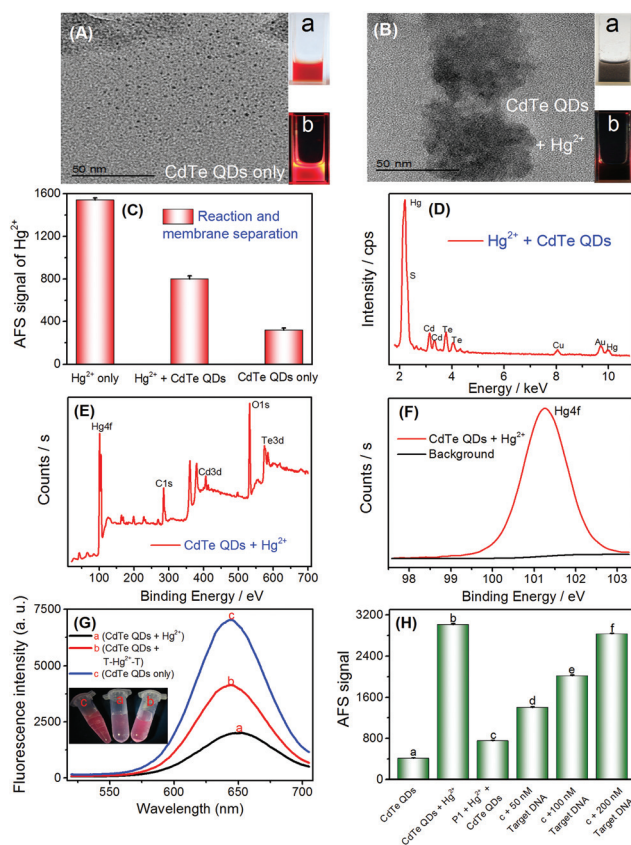 (A)
a
b
50 nm
CdTe QDs only
(B)
a
b
CdTe QDs
+ Hg²⁺
50 nm
(C)
Reaction and
membrane separation
AFS signal of Hg²⁺
1600
1200
800
400
0
Hg²⁺ only
Hg²⁺ + CdTe QDs
CdTe QDs only
(D)
Hg²⁺ + CdTe QDs
Intensity / cps
Hg
S
Cd
Cd
Te
Te
Cu
Au
Hg
2
4
6
8
10
Energy / keV
(E)
Counts / s
Hg4f
C1s
Cd3d
O1s
Te3d
CdTe QDs + Hg²⁺
100 200 300 400 500 600 700
Binding Energy / eV
(F)
Hg4f
CdTe QDs + Hg²⁺
Background
Counts / s
98 99 100 101 102 103
Binding Energy / eV
(G)
Fluorescence intensity (a. u.)
7500
5000
2500
0
a (CdTe QDs + Hg²⁺)
b (CdTe QDs +
T-Hg²⁺-T)
c (CdTe QDs only)
c
b
a
c a b
550 600 650 700
Wavelength (nm)
(H)
AFS signal
3200
2400
1600
800
0
a
b
c
d
e
f
CdTe QDs
CdTe QDs + Hg²⁺
P1 + Hg²⁺ +
CdTe QDs
c + 50 nM
Target DNA
c +100 nM
Target DNA
c + 200 nM
Target DNA